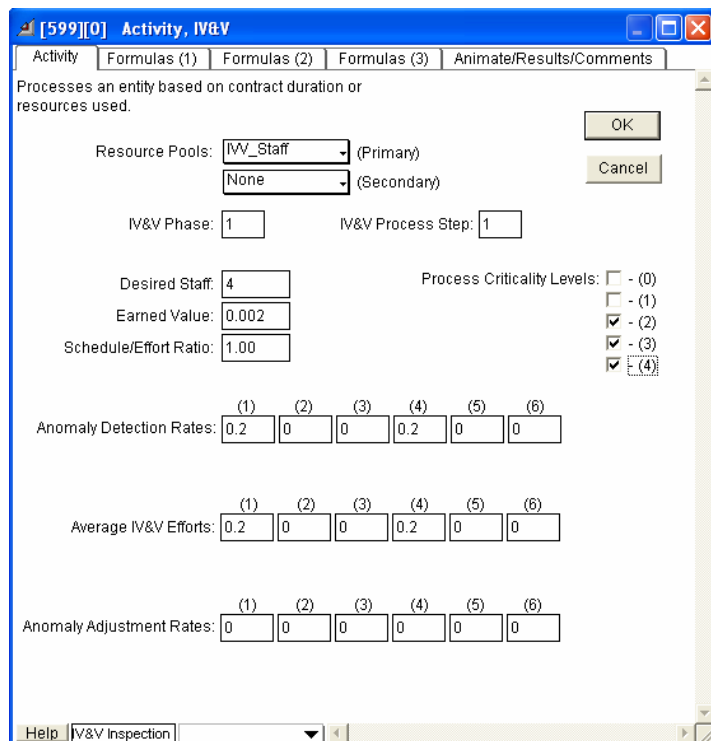 [599][0] Activity, IV&V
Activity Formulas (1) Formulas (2) Formulas (3) Animate/Results/Comments
Processes an entity based on contract duration or
resources used.
OK
Cancel
Resource Pools: IVV_Staff (Primary)
None (Secondary)
IV&V Phase: 1 IV&V Process Step: 1
Desired Staff: 4 Process Criticality Levels: - (0)
- (1)
Earned Value: 0.002 - (2)
Schedule/Effort Ratio: 1.00 - (3)
- (4)
(1) (2) (3) (4) (5) (6)
Anomaly Detection Rates: 0.2 0 0 0.2 0 0
(1) (2) (3) (4) (5) (6)
Average IV&V Efforts: 0.2 0 0 0.2 0 0
(1) (2) (3) (4) (5) (6)
Anomaly Adjustment Rates: 0 0 0 0 0 0
Help IV&V Inspection